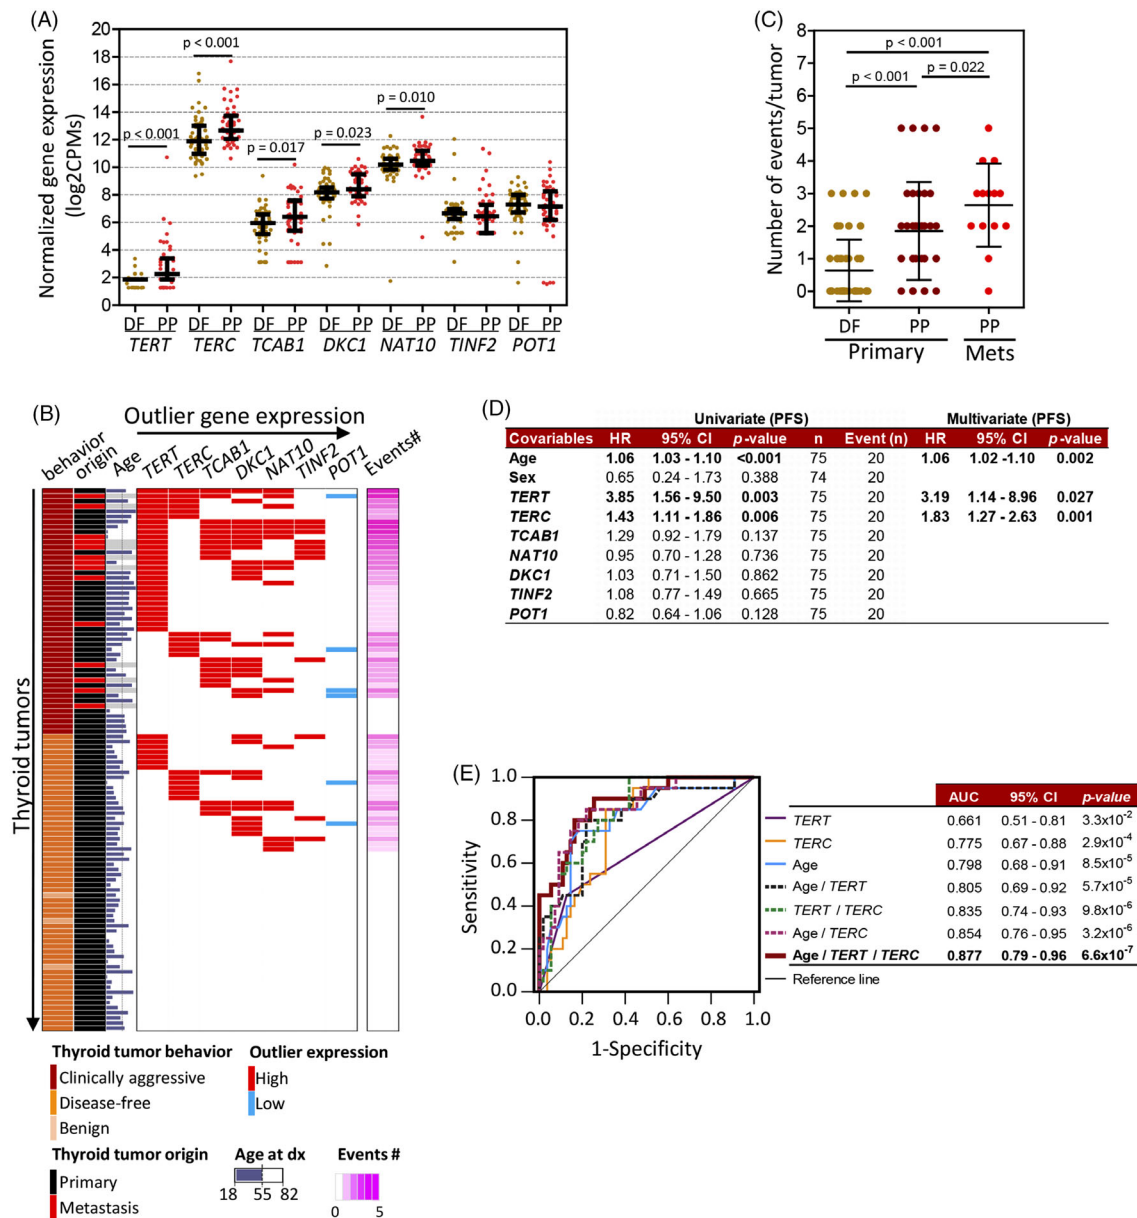 (A)
Normalized gene expression
(log2CPMs)
20
18
16
14
12
10
8
6
4
2
0
p < 0.001
p < 0.001
p = 0.017
p = 0.023
p = 0.010
DF PP DF PP DF PP DF PP DF PP DF PP DF PP
TERT TERC TCAB1 DKC1 NAT10 TINF2 POT1
(C)
Number of events/tumor
8
7
6
5
4
3
2
1
0
p < 0.001
p < 0.001
p = 0.022
DF PP PP
Primary Mets
(B)
Outlier gene expression
behavior origin Age TERT TERC TCAB1 DKC1 NAT10 TINF2 POT1 Events#
Thyroid tumors
Thyroid tumor behavior
Clinically aggressive
Disease-free
Benign
Thyroid tumor origin
Primary
Metastasis
Outlier expression
High
Low
Age at dx
18 55 82
Events #
0 5
(D)
Univariate (PFS) Multivariate (PFS)
Covariables HR 95% CI p-value n Event (n) HR 95% CI p-value
Age 1.06 1.03 - 1.10 <0.001 75 20 1.06 1.02 -1.10 0.002
Sex 0.65 0.24 - 1.73 0.388 74 20
TERT 3.85 1.56 - 9.50 0.003 75 20 3.19 1.14 - 8.96 0.027
TERC 1.43 1.11 - 1.86 0.006 75 20 1.83 1.27 - 2.63 0.001
TCAB1 1.29 0.92 - 1.79 0.137 75 20
NAT10 0.95 0.70 - 1.28 0.736 75 20
DKC1 1.03 0.71 - 1.50 0.862 75 20
TINF2 1.08 0.77 - 1.49 0.665 75 20
POT1 0.82 0.64 - 1.06 0.128 75 20
(E)
Sensitivity
1.0
0.8
0.6
0.4
0.2
0.0
0.0 0.2 0.4 0.6 0.8 1.0
1-Specificity
AUC 95% CI p-value
TERT 0.661 0.51 - 0.81 3.3x10⁻²
TERC 0.775 0.67 - 0.88 2.9x10⁻⁴
Age 0.798 0.68 - 0.91 8.5x10⁻⁵
Age / TERT 0.805 0.69 - 0.92 5.7x10⁻⁵
TERT / TERC 0.835 0.74 - 0.93 9.8x10⁻⁶
Age / TERC 0.854 0.76 - 0.95 3.2x10⁻⁶
Age / TERT / TERC 0.877 0.79 - 0.96 6.6x10⁻⁷
Reference line